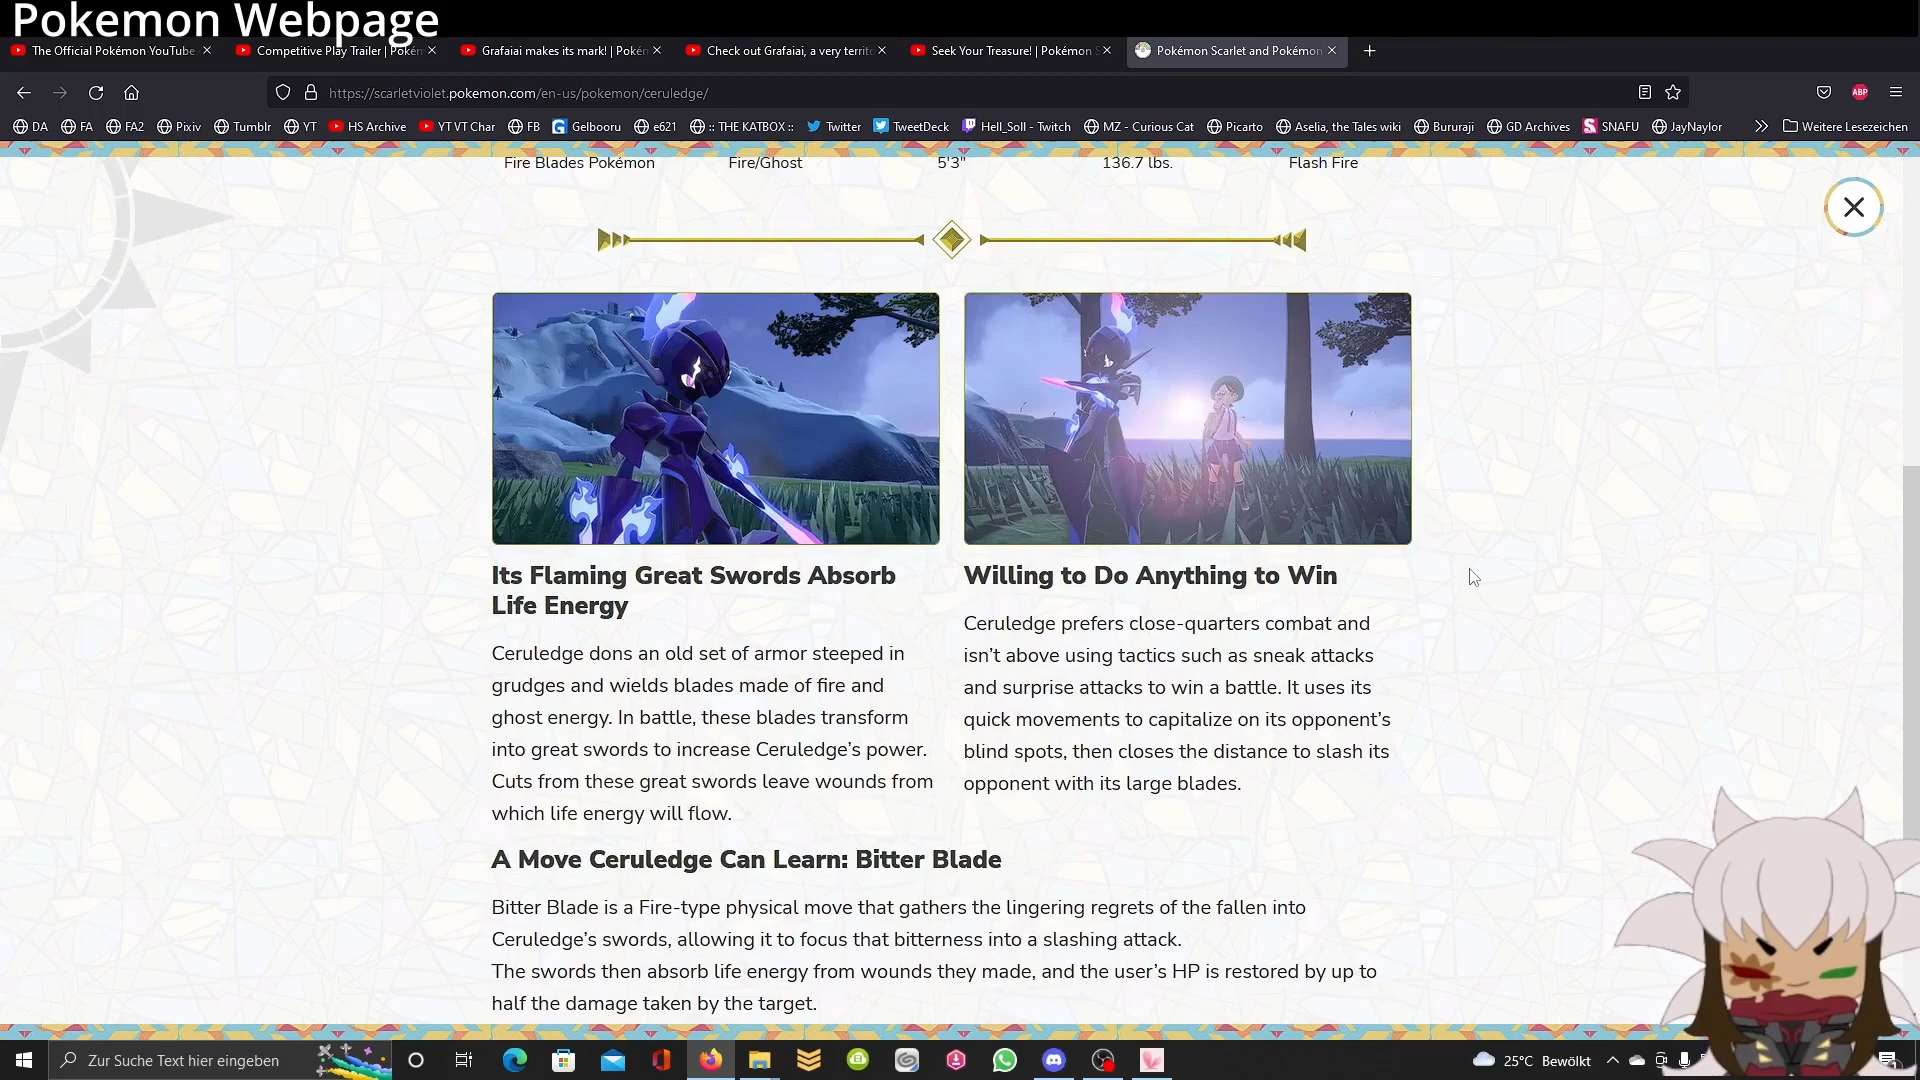 Pokemon Webpage
The Official Pokémon YouTube
Competitive Play Trailer | Pokém
Grafaiai makes its mark! | Pokén
Check out Grafaiai, a very territo
Seek Your Treasure! | Pokémon S
Pokémon Scarlet and Pokémon
https://scarletviolet.pokemon.com/en-us/pokemon/ceruledge/
ABP
DA FA FA2 Pixiv Tumblr YT HS Archive YT VT Char FB Gelbooru e621 :: THE KATBOX :: Twitter TweetDeck Hell_Soll - Twitch MZ - Curious Cat Picarto Aselia, the Tales wiki Bururaji GD Archives SNAFU JayNaylor Weitere Lesezeichen
Fire Blades Pokémon Fire/Ghost 5'3" 136.7 lbs. Flash Fire
Its Flaming Great Swords Absorb
Life Energy
Ceruledge dons an old set of armor steeped in
grudges and wields blades made of fire and
ghost energy. In battle, these blades transform
into great swords to increase Ceruledge’s power.
Cuts from these great swords leave wounds from
which life energy will flow.
Willing to Do Anything to Win
Ceruledge prefers close-quarters combat and
isn’t above using tactics such as sneak attacks
and surprise attacks to win a battle. It uses its
quick movements to capitalize on its opponent’s
blind spots, then closes the distance to slash its
opponent with its large blades.
A Move Ceruledge Can Learn: Bitter Blade
Bitter Blade is a Fire-type physical move that gathers the lingering regrets of the fallen into
Ceruledge’s swords, allowing it to focus that bitterness into a slashing attack.
The swords then absorb life energy from wounds they made, and the user’s HP is restored by up to
half the damage taken by the target.
Zur Suche Text hier eingeben
25°C Bewölkt